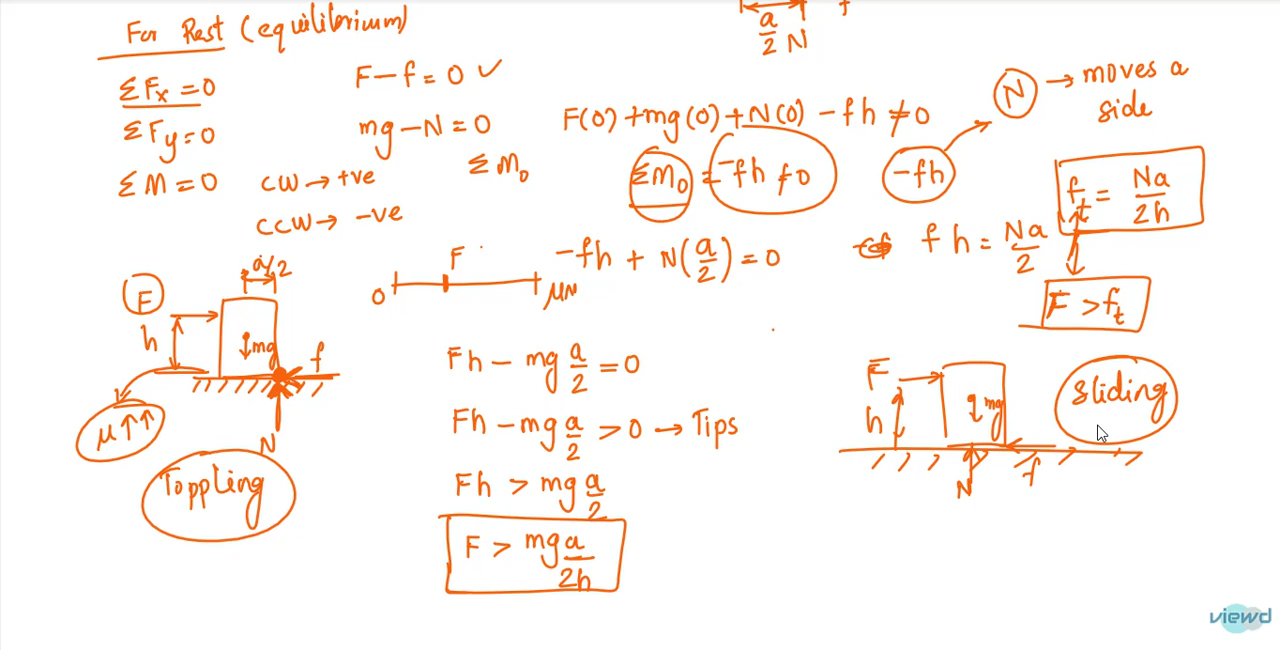 For Rest (equilibrium)
a/2 N f
ΣFx = 0
F - f = 0 ✓
ΣFy = 0
mg - N = 0
F(0) + mg(0) + N(0) - fh ≠ 0
N → moves a
side
ΣM = 0
CW → +ve
CCW → -ve
ΣM₀
ΣM₀ = -fh ≠ 0
-fh
f_t = Na/2h
-fh + N(a/2) = 0
fh = Na/2
F > f_t
0 F μN
F a/2
h mg f
μ↑↑
N
Toppling
Fh - mg a/2 = 0
Fh - mg a/2 > 0 → Tips
Fh > mg a/2
F > mg a/2h
F
h mg
N f
Sliding
viewd